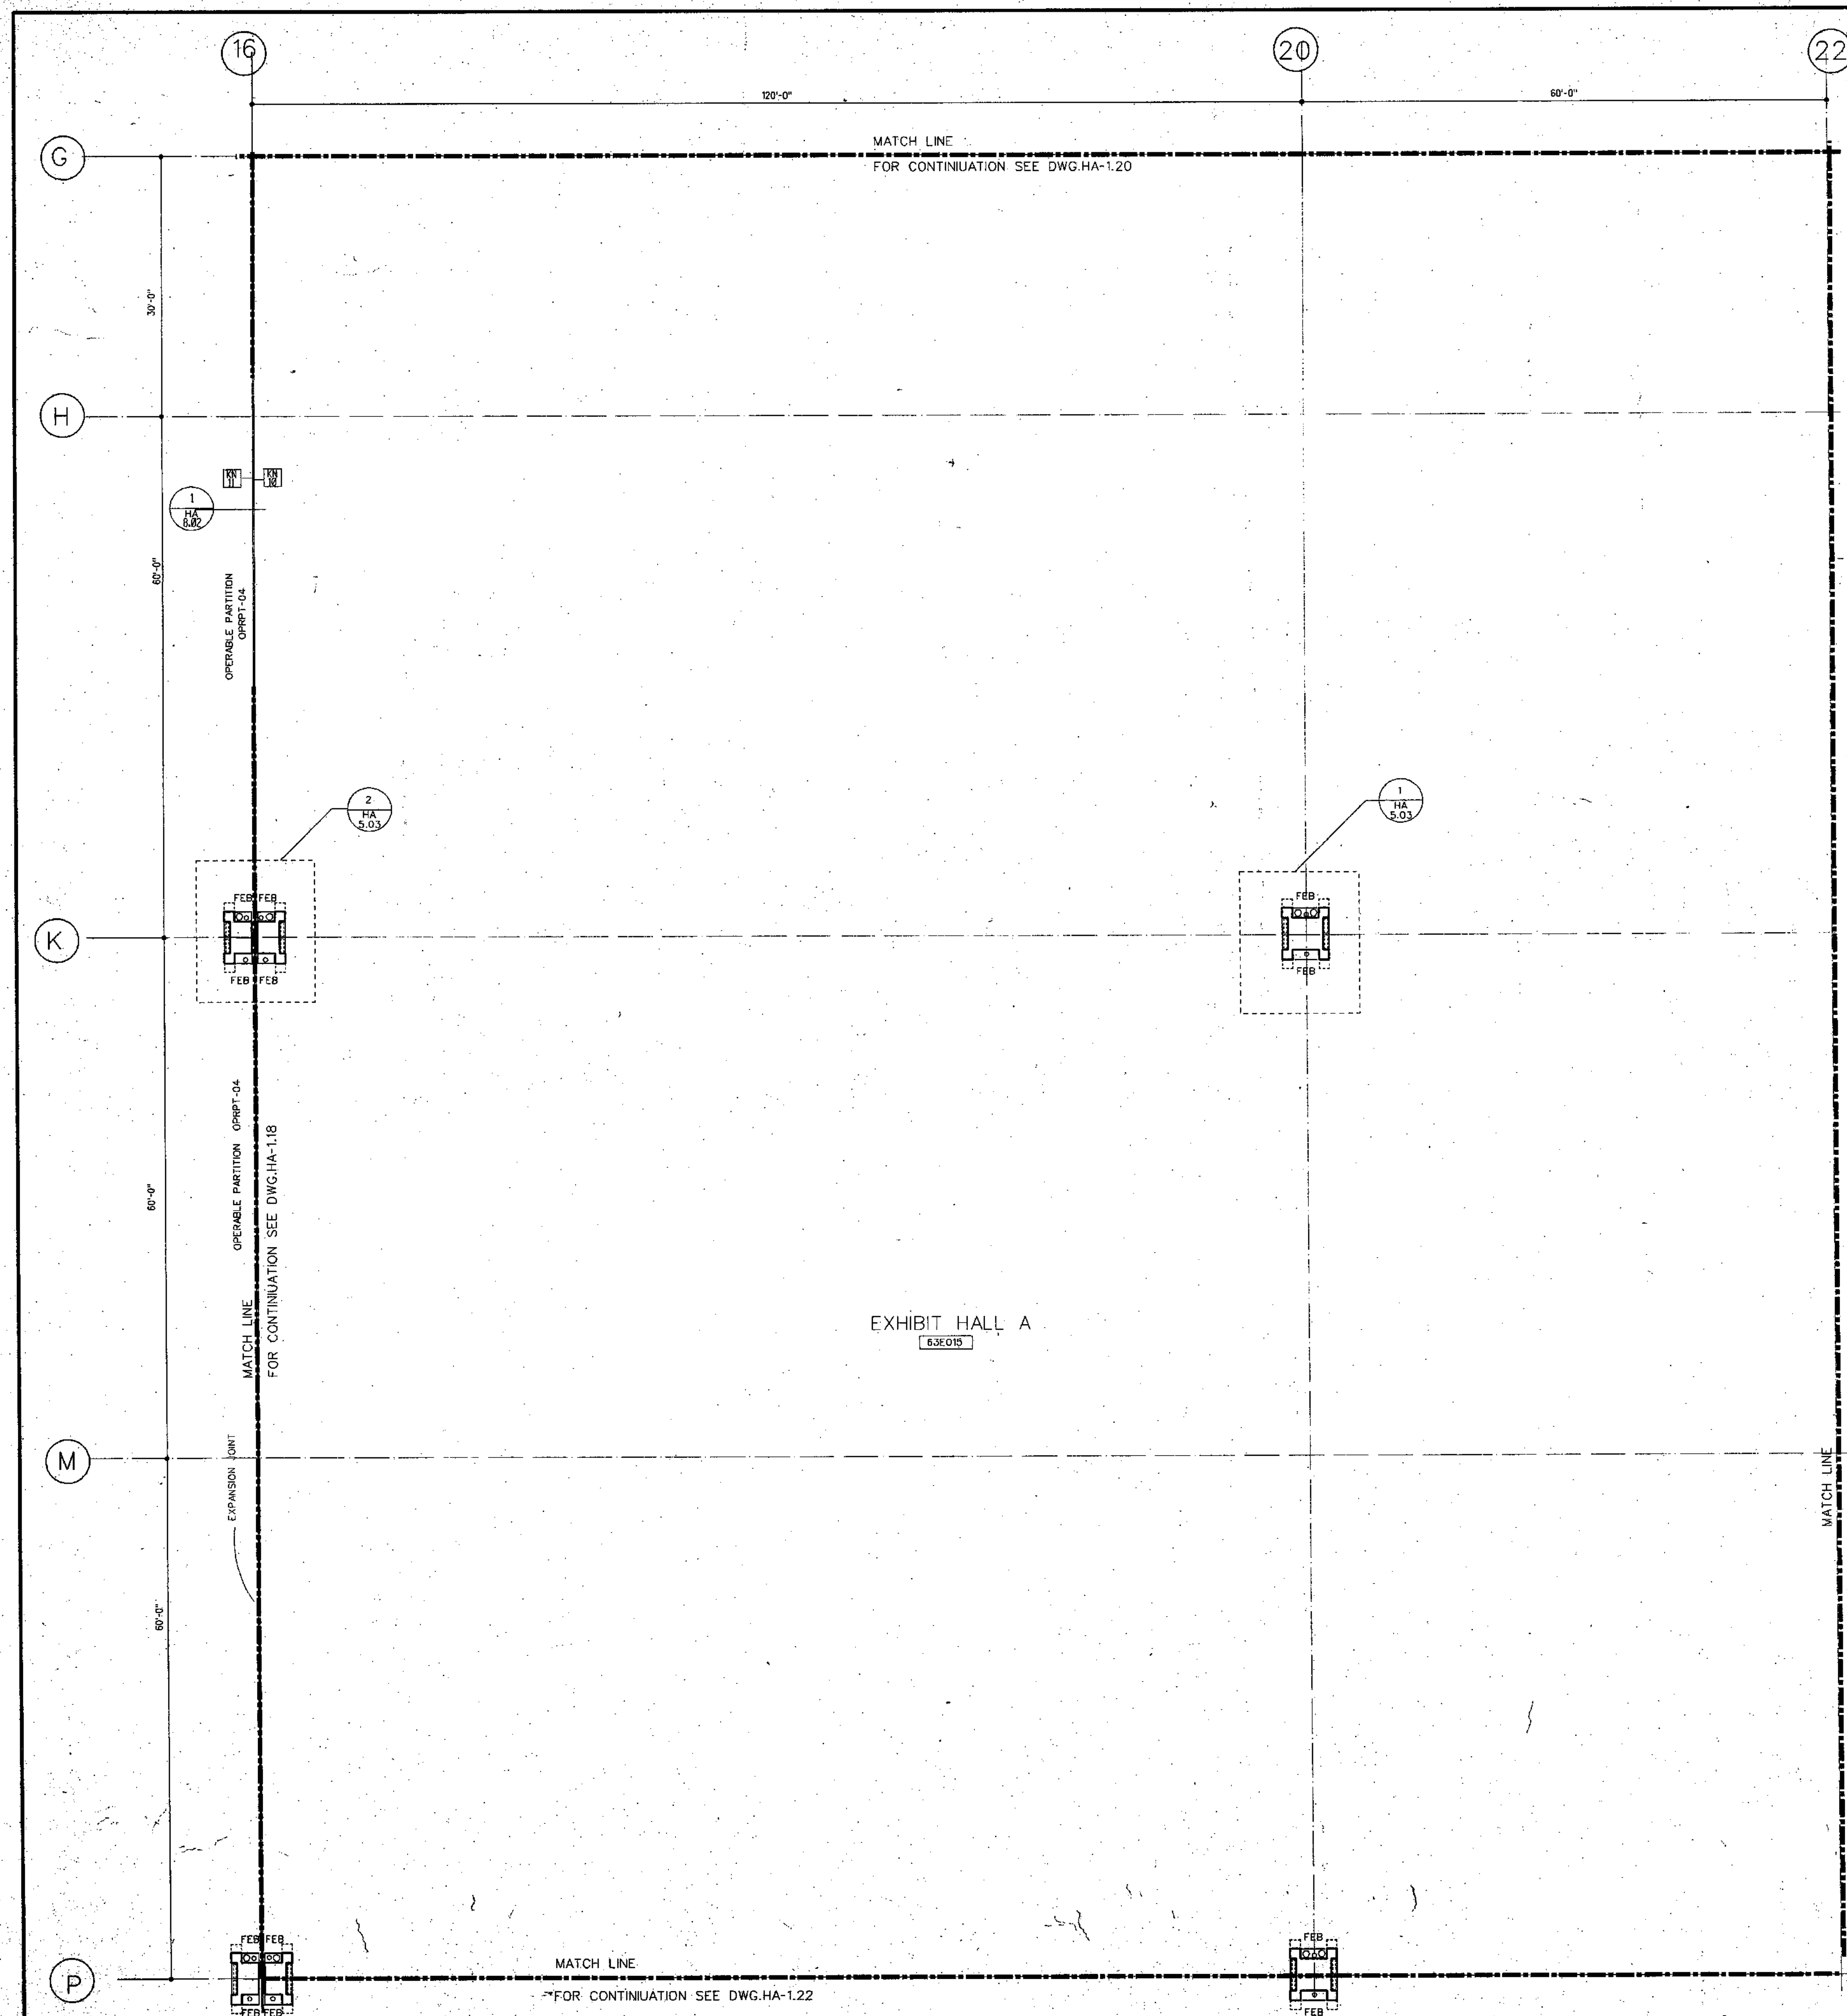 16
20
22
120'-0"
60'-0"
G
MATCH LINE
FOR CONTINIUATION SEE DWG.HA-1.20
30'-0"
H
KN
11
KN
10
1
HA
8.02
60'-0"
OPERABLE PARTITION
OPRPT-04
2
HA
5.03
1
HA
5.03
FEB FEB
FEB
K
FEB FEB
FEB
OPERABLE PARTITION OPRPT-04
60'-0"
MATCH LINE
FOR CONTINIUATION SEE DWG.HA-1.18
EXHIBIT HALL A
63E015
EXPANSION JOINT
M
MATCH LINE
60'-0"
FEB FEB
FEB
P
MATCH LINE
FOR CONTINIUATION SEE DWG.HA-1.22
FEB FEB
FEB